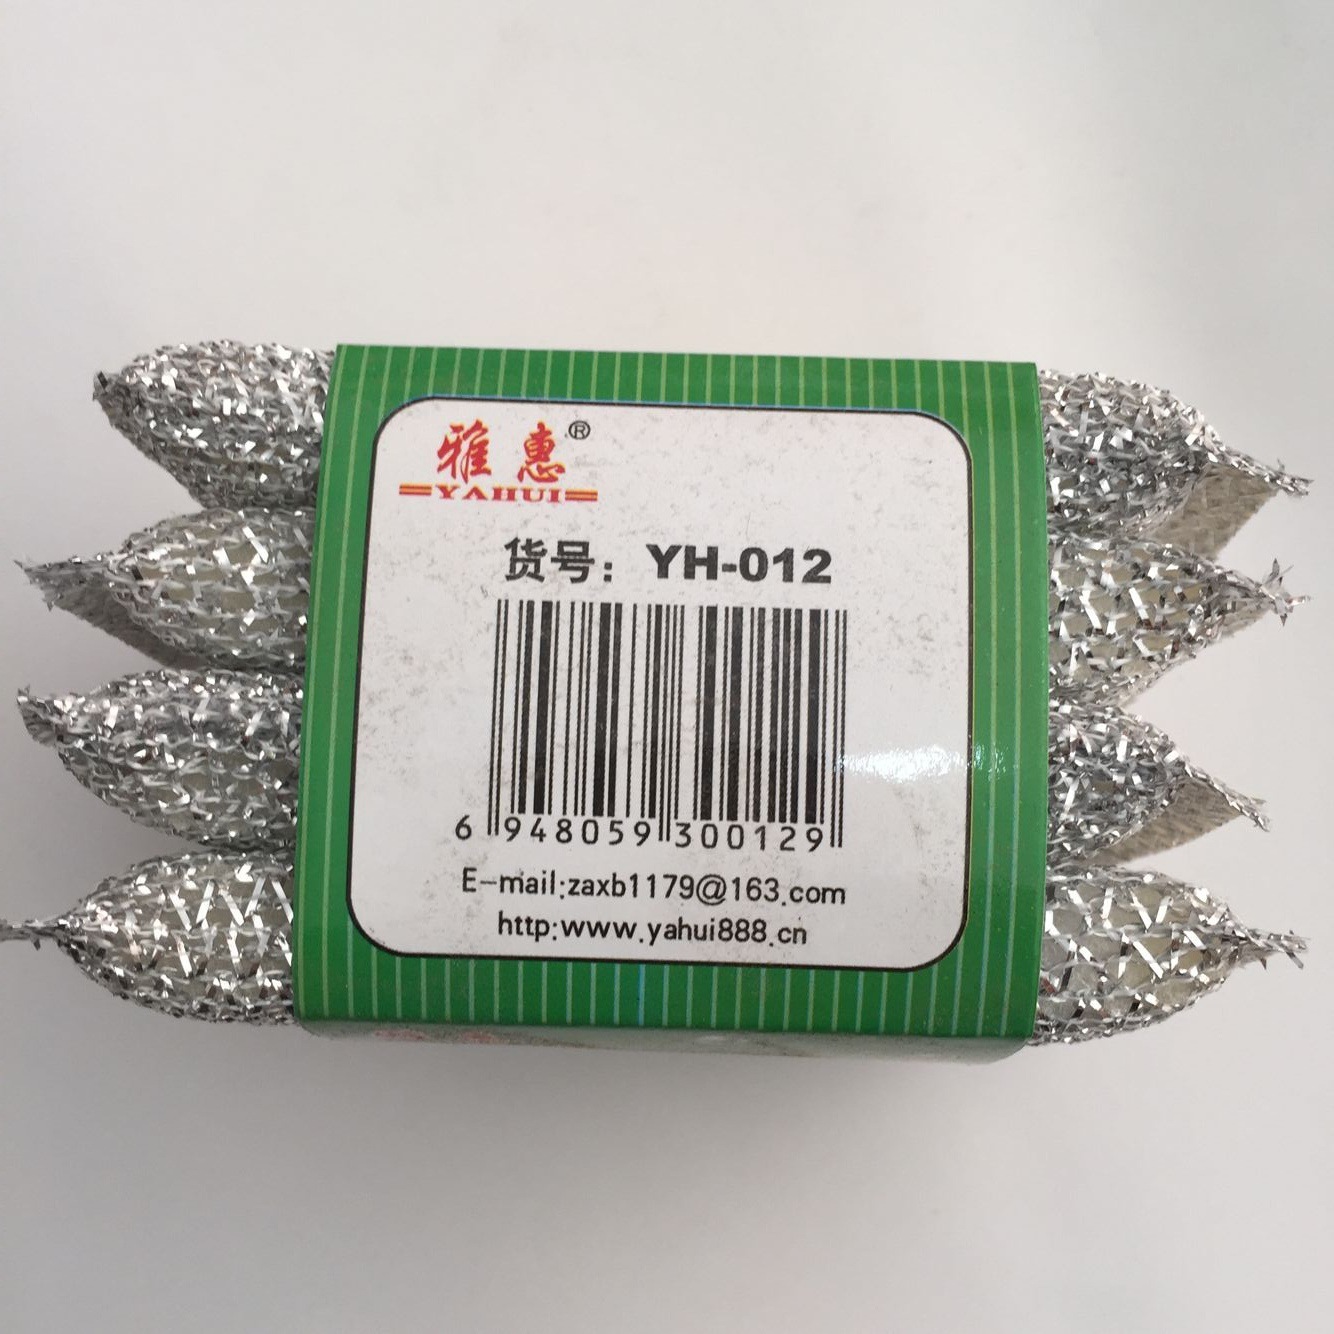 雅惠®
YAHUI
货号：YH-012
6 948059 300129
E-mail:zaxb1179@163.com
http:www.yahui888.cn